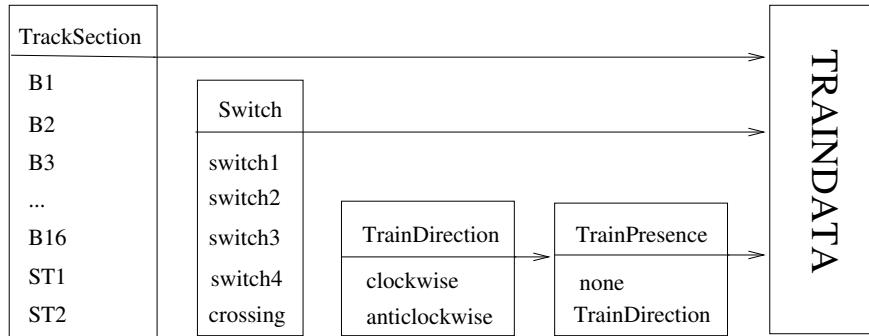 TrackSection
B1
B2
B3
...
B16
ST1
ST2
Switch
switch1
switch2
switch3
switch4
crossing
TrainDirection
clockwise
anticlockwise
TrainPresence
none
TrainDirection
TRAINDATA